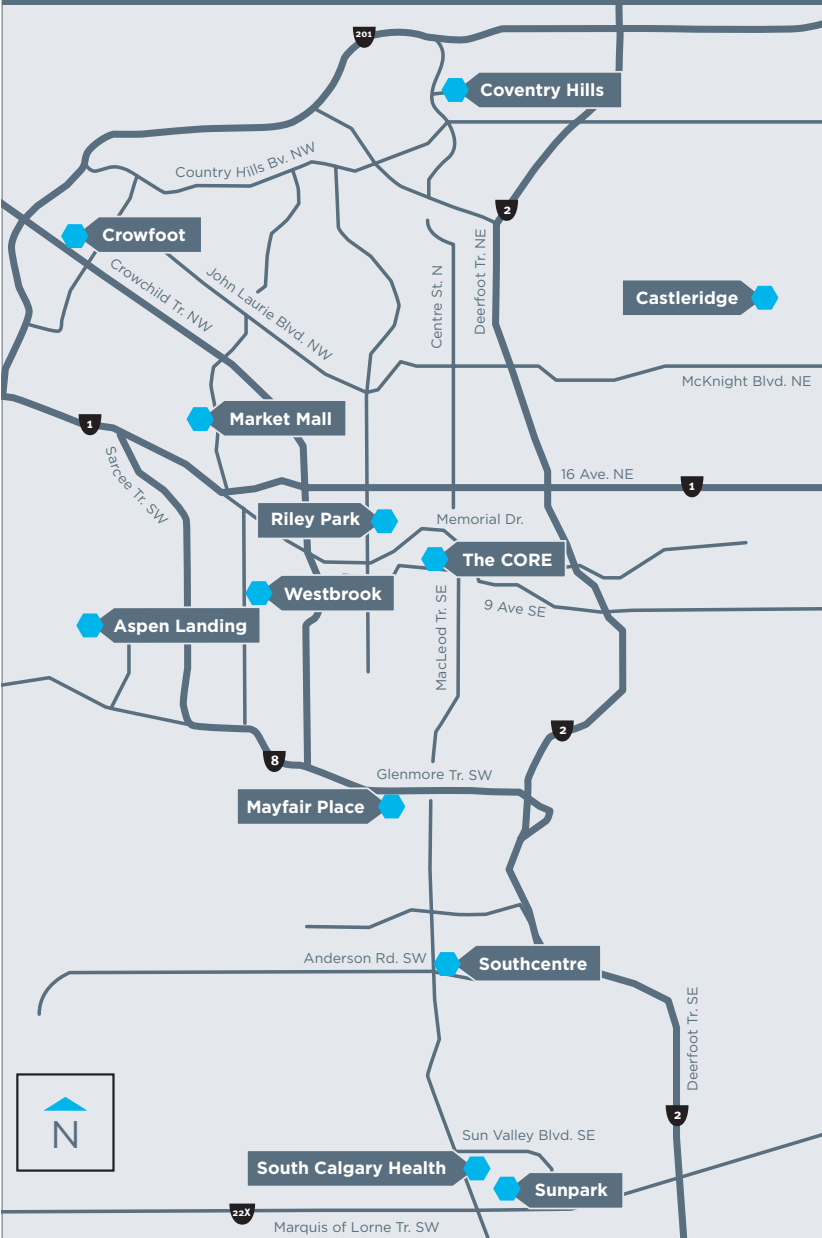 201
Coventry Hills
Country Hills Bv. NW
2
Crowfoot
Crowchild Tr. NW
John Laurie Blvd. NW
Centre St. N
Deerfoot Tr. NE
Castleridge
McKnight Blvd. NE
Market Mall
1
Sarcee Tr. SW
16 Ave. NE
1
Riley Park
Memorial Dr.
The CORE
Westbrook
9 Ave SE
MacLeod Tr. SE
Aspen Landing
2
8
Glenmore Tr. SW
Mayfair Place
Anderson Rd. SW
Southcentre
Deerfoot Tr. SE
N
2
Sun Valley Blvd. SE
South Calgary Health
Sunpark
22X
Marquis of Lorne Tr. SW